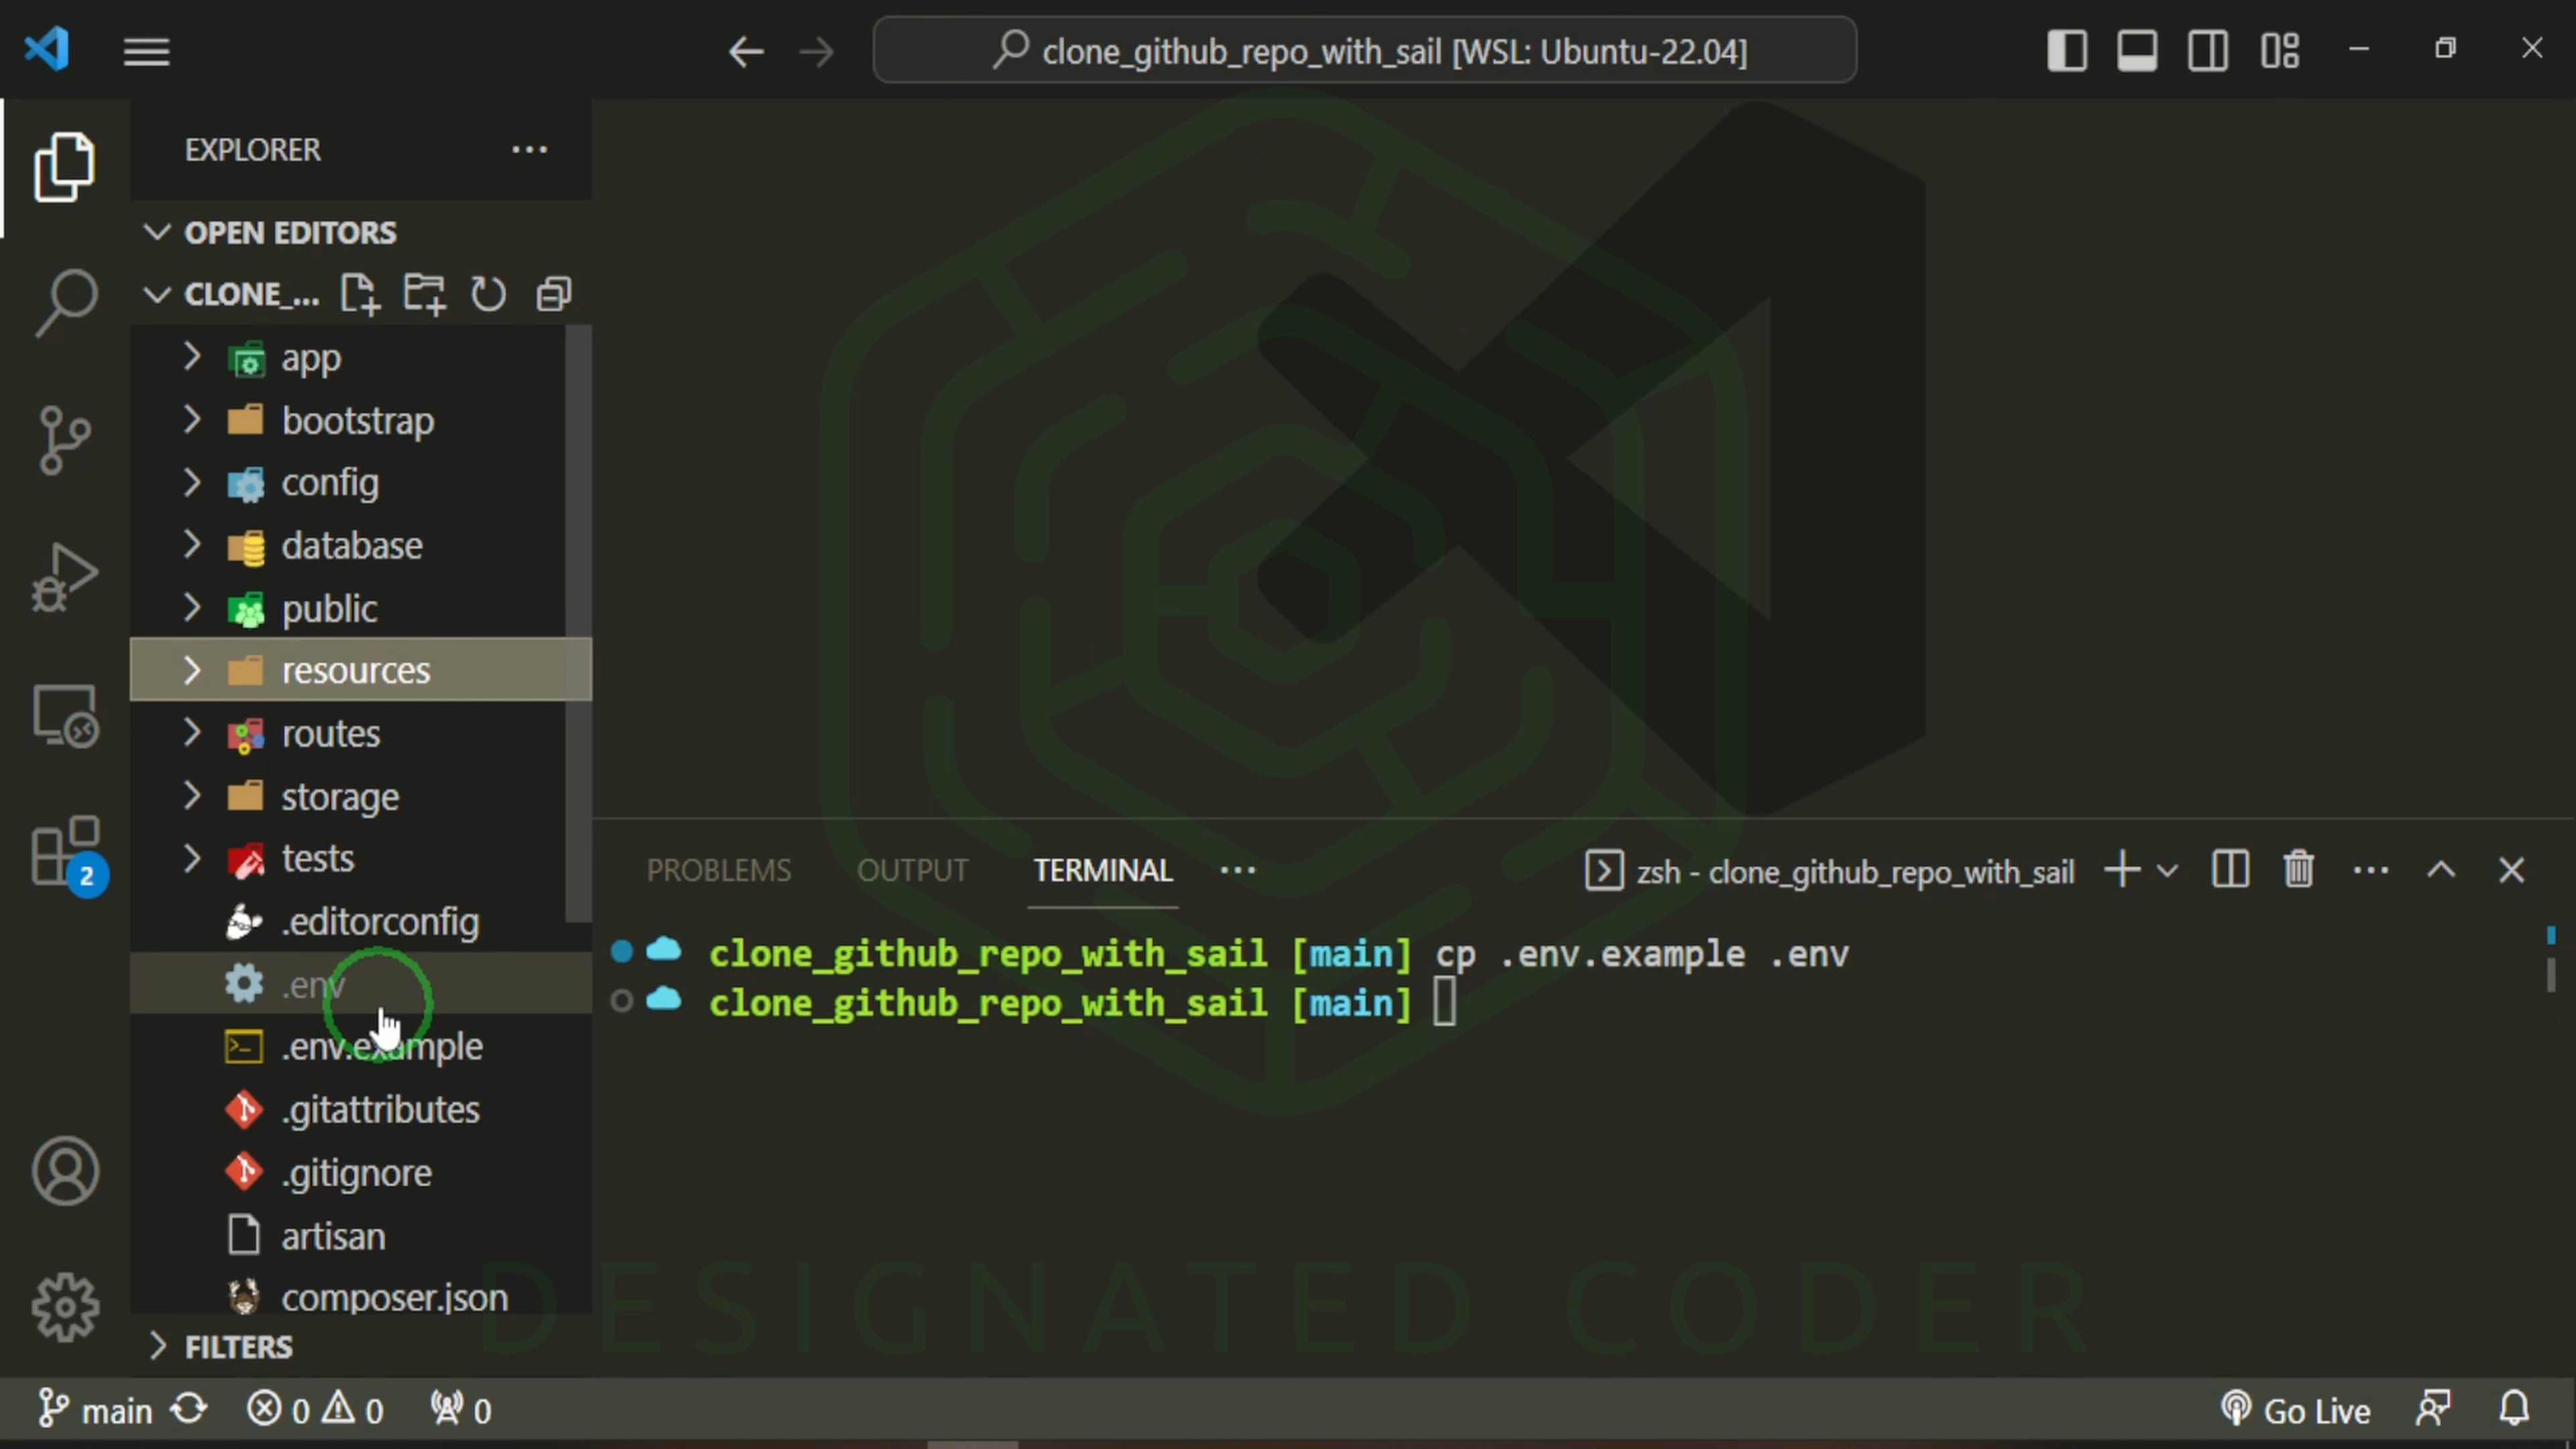 clone_github_repo_with_sail [WSL: Ubuntu-22.04]
EXPLORER
OPEN EDITORS
CLONE_...
app
bootstrap
config
database
public
resources
routes
storage
tests
.editorconfig
.env
.env.example
.gitattributes
.gitignore
artisan
composer.json
FILTERS
2
PROBLEMS OUTPUT TERMINAL
zsh - clone_github_repo_with_sail
clone_github_repo_with_sail [main] cp .env.example .env
clone_github_repo_with_sail [main]
DESIGNATED CODER
main 0 0 0 Go Live